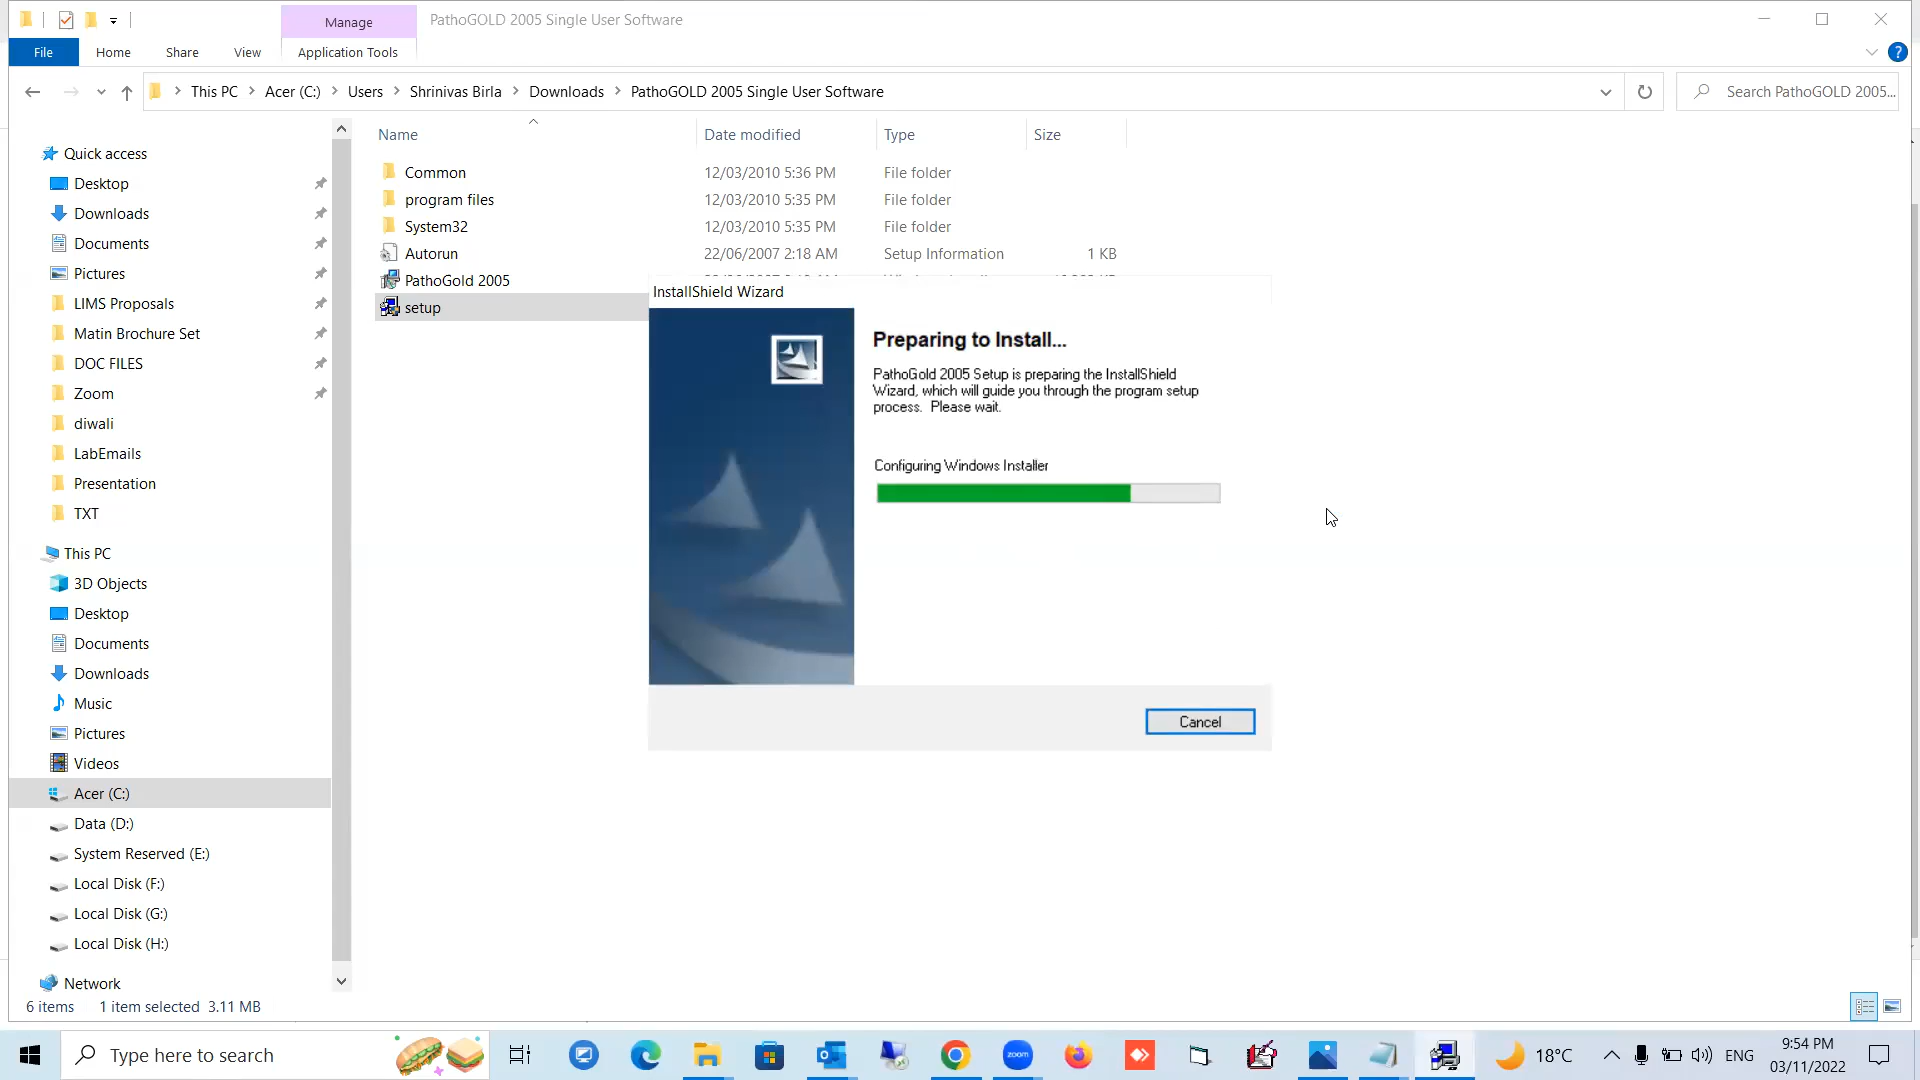 Manage
PathoGOLD 2005 Single User Software
File
Home
Share
View
Application Tools
This PC
Acer (C:)
Users
Shrinivas Birla
Downloads
PathoGOLD 2005 Single User Software
Search PathoGOLD 2005...
Name
Date modified
Type
Size
Common
12/03/2010 5:36 PM
File folder
program files
12/03/2010 5:35 PM
File folder
System32
12/03/2010 5:35 PM
File folder
Autorun
22/06/2007 2:18 AM
Setup Information
1 KB
PathoGold 2005
setup
Quick access
Desktop
Downloads
Documents
Pictures
LIMS Proposals
Matin Brochure Set
DOC FILES
Zoom
diwali
LabEmails
Presentation
TXT
This PC
3D Objects
Desktop
Documents
Downloads
Music
Pictures
Videos
Acer (C:)
Data (D:)
System Reserved (E:)
Local Disk (F:)
Local Disk (G:)
Local Disk (H:)
Network
InstallShield Wizard
Preparing to Install...
PathoGold 2005 Setup is preparing the InstallShield
Wizard, which will guide you through the program setup
process. Please wait.
Configuring Windows Installer
Cancel
6 items
1 item selected 3.11 MB
Type here to search
zoom
18°C
ENG
9:54 PM
03/11/2022